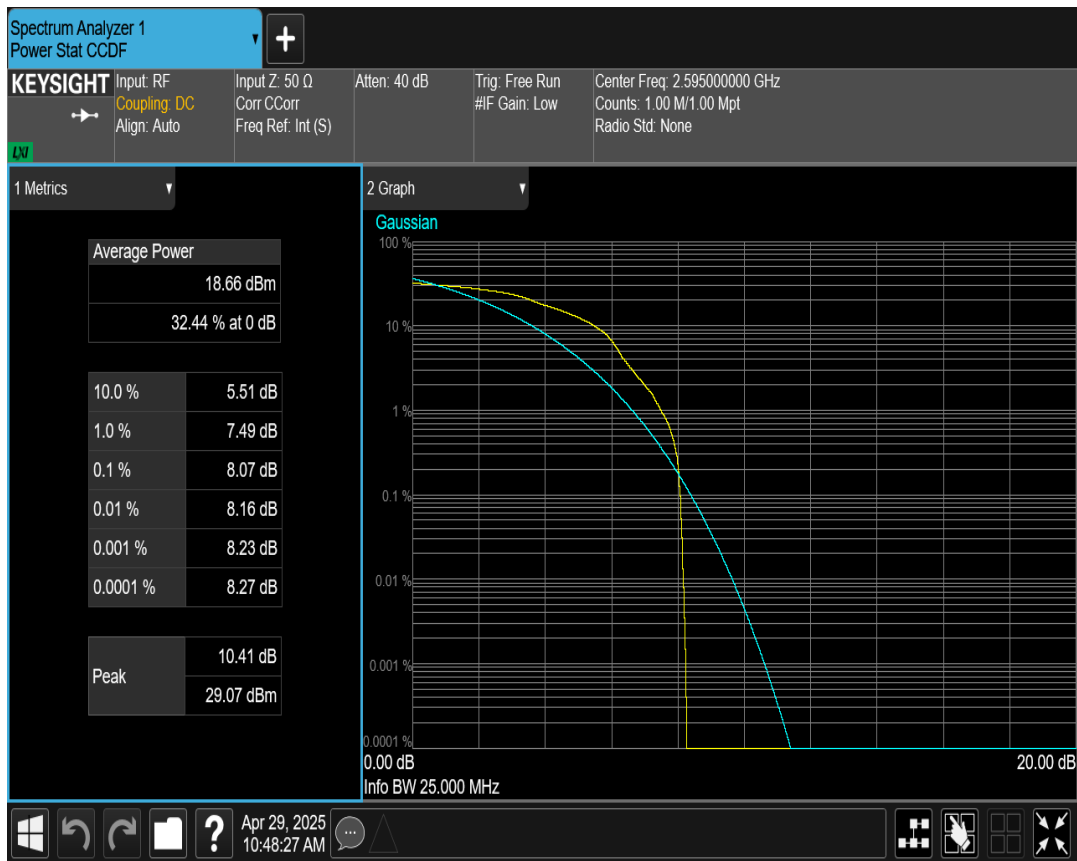 Spectrum Analyzer 1
Power Stat CCDF
KEYSIGHT
LXI
Input: RF
Coupling: DC
Align: Auto
Input Z: 50 Ω
Corr CCorr
Freq Ref: Int (S)
Atten: 40 dB
Trig: Free Run
#IF Gain: Low
Center Freq: 2.595000000 GHz
Counts: 1.00 M/1.00 Mpt
Radio Std: None
1 Metrics
Average Power
18.66 dBm
32.44 % at 0 dB
10.0 % 5.51 dB
1.0 % 7.49 dB
0.1 % 8.07 dB
0.01 % 8.16 dB
0.001 % 8.23 dB
0.0001 % 8.27 dB
Peak
10.41 dB
29.07 dBm
2 Graph
Gaussian
100 %
10 %
1 %
0.1 %
0.01 %
0.001 %
0.0001 %
0.00 dB 20.00 dB
Info BW 25.000 MHz
Apr 29, 2025
10:48:27 AM